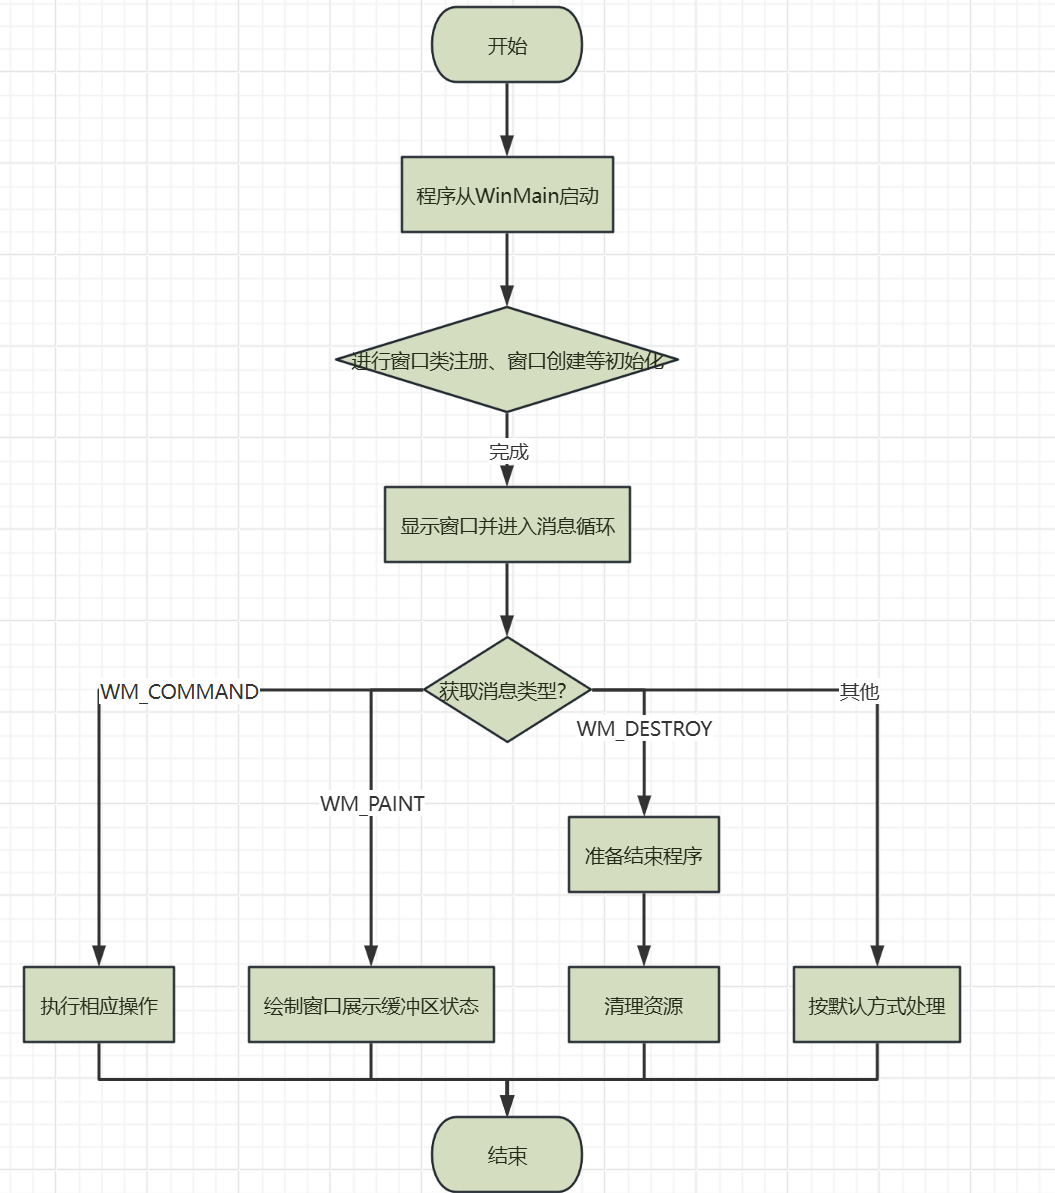 开始
程序从WinMain启动
进行窗口类注册、窗口创建等初始化
完成
显示窗口并进入消息循环
获取消息类型?
WM_COMMAND
其他
WM_DESTROY
WM_PAINT
准备结束程序
执行相应操作
绘制窗口展示缓冲区状态
清理资源
按默认方式处理
结束